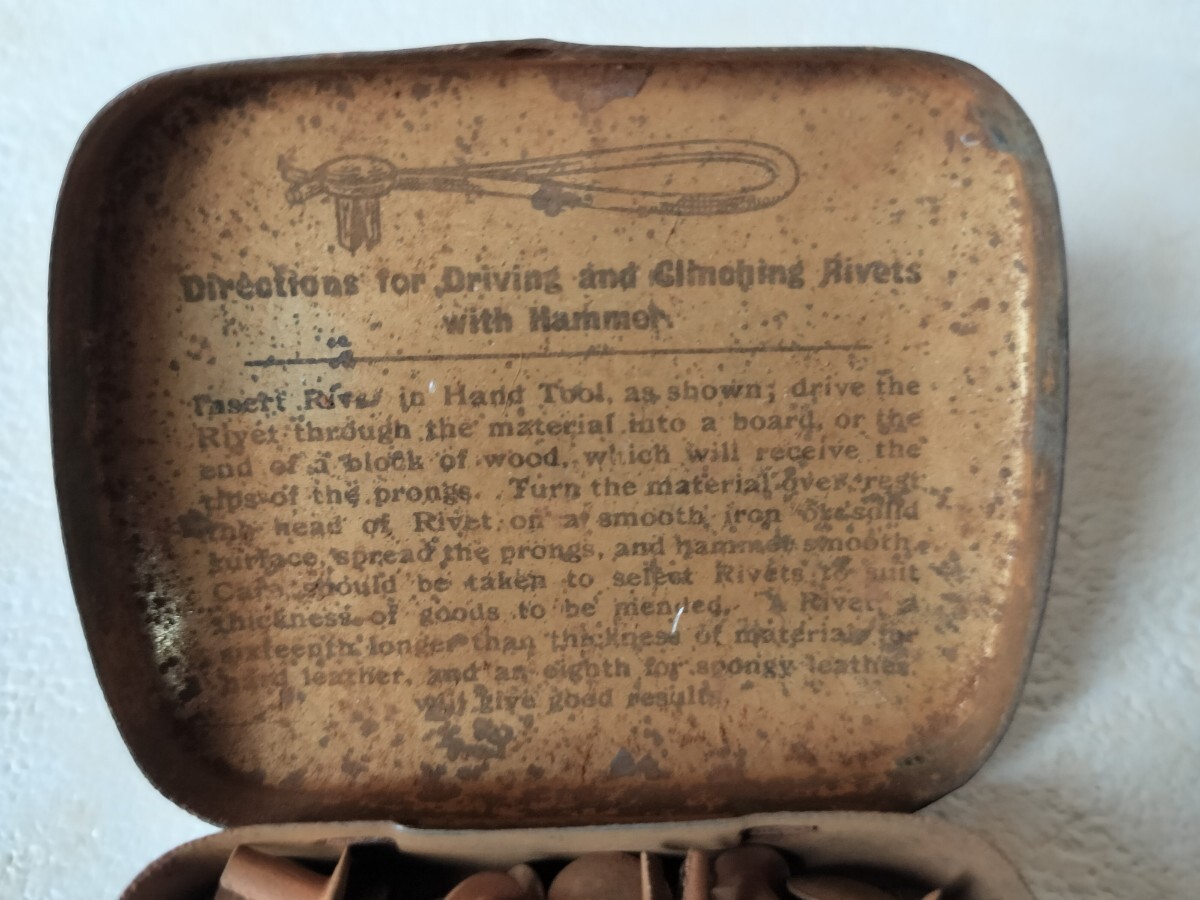 Directions for Driving and Clinching Rivets
with Hammer.
Insert Rivet in Hand Tool, as shown; drive the
Rivet through the material into a board, or the
end of a block of wood, which will receive the
tips of the prongs. Turn the material over, rest
the head of Rivet on a smooth iron or solid
surface, spread the prongs, and hammer smooth.
Care should be taken to select Rivets to suit
thickness of goods to be mended. A Rivet, a
sixteenth longer than thickness of material for
hard leather, and an eighth for spongy leather
will give good results.